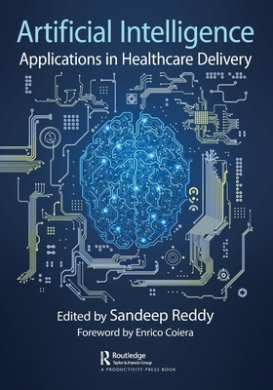 Artificial Intelligence
Applications in Healthcare Delivery
Edited by Sandeep Reddy
Foreword by Enrico Coiera
Routledge
Taylor & Francis Group
A PRODUCTIVITY PRESS BOOK